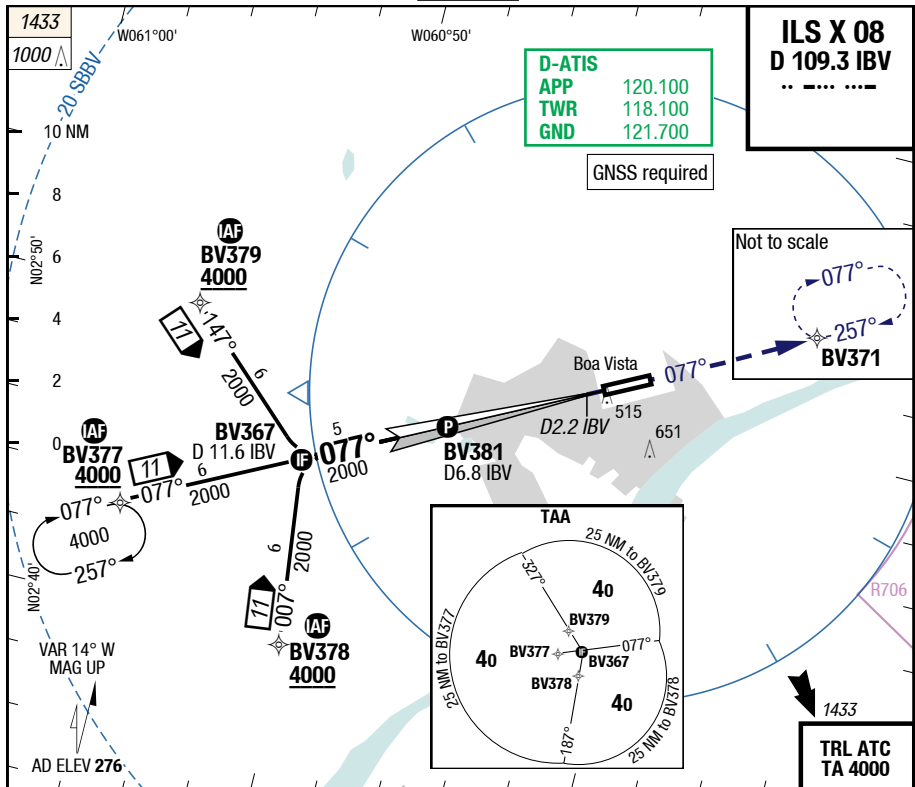 1433
1000
W061°00'
W060°50'
ILS X 08
D 109.3 IBV
D-ATIS
APP 120.100
TWR 118.100
GND 121.700
GNSS required
20 SBBV
10 NM
8
6
4
2
0
N02°50'
N02°40'
IAF
BV379
4000
11
147°
6
2000
Not to scale
077°
257°
BV371
Boa Vista
077°
515
651
D2.2 IBV
IAF
BV377
4000
11
077°
6
2000
077°
4000
257°
BV367
D 11.6 IBV
IF
5
077°
2000
P
BV381
D6.8 IBV
6
2000
11
007°
IAF
BV378
4000
TAA
25 NM to BV379
25 NM to BV377
25 NM to BV378
327°
40
BV379
077°
BV377
IF
BV367
40
BV378
40
187°
R706
VAR 14° W
MAG UP
AD ELEV 276
1433
TRL ATC
TA 4000